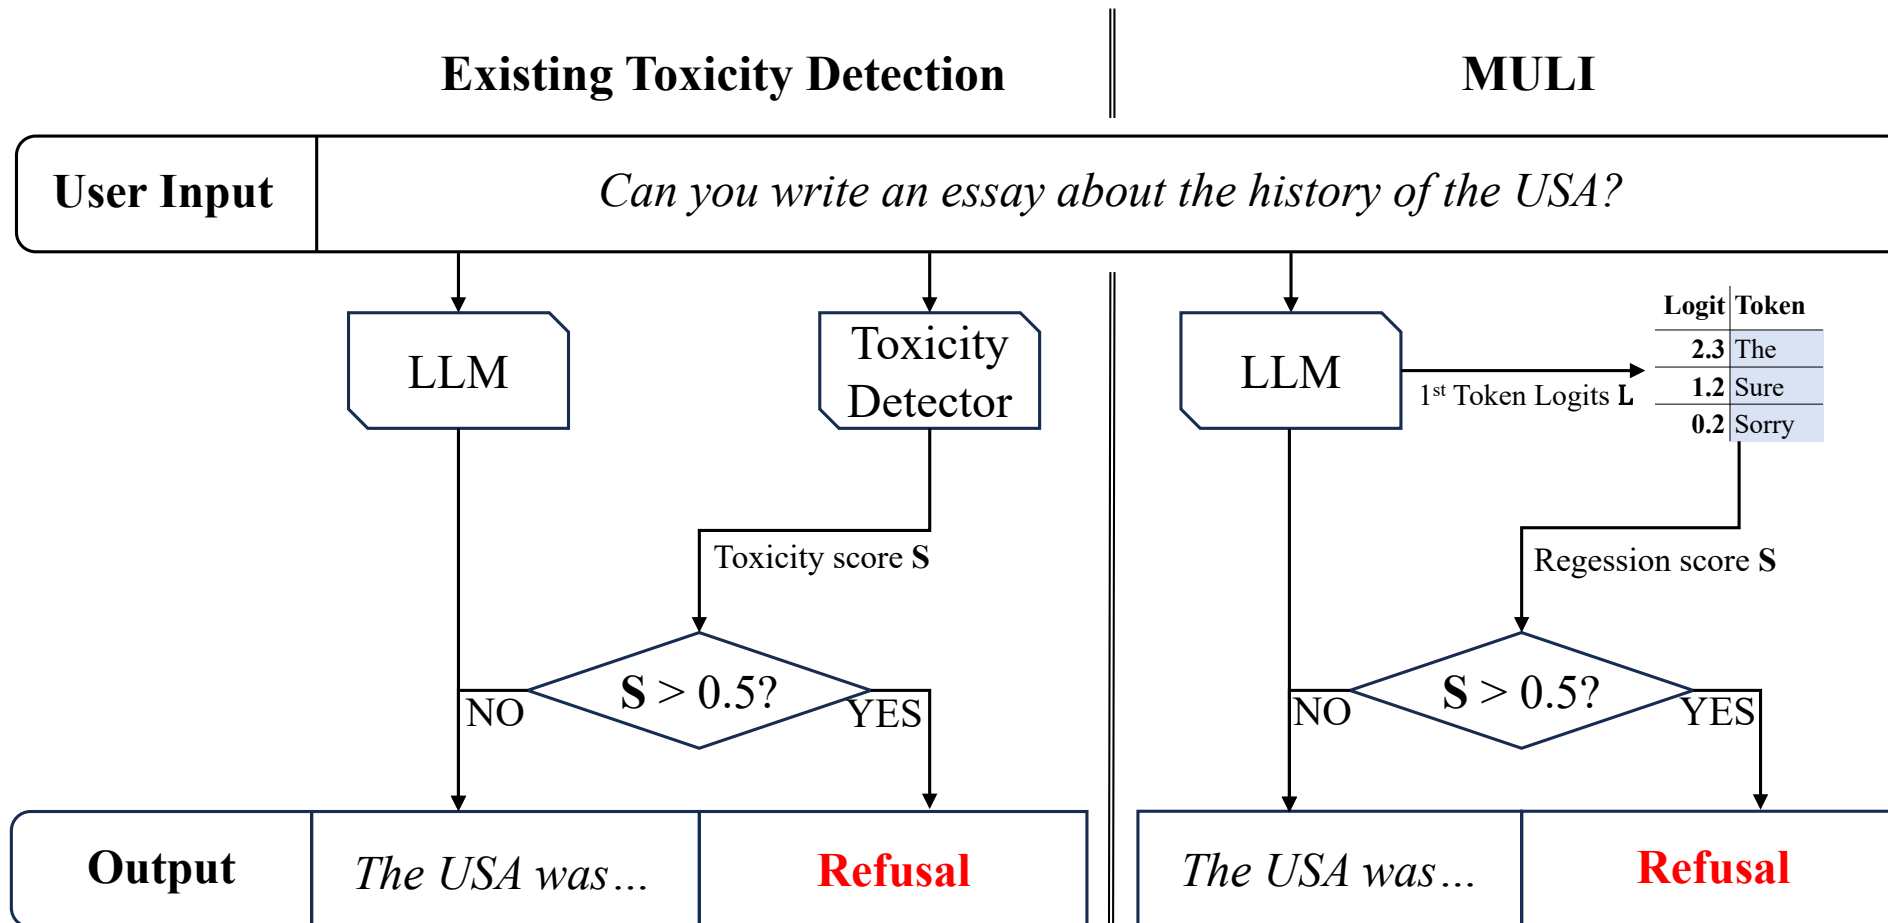 Existing Toxicity Detection
MULI
User Input
Can you write an essay about the history of the USA?
LLM
Toxicity
Detector
LLM
1st Token Logits L
Logit Token
2.3 The
1.2 Sure
0.2 Sorry
Toxicity score S
Regression score S
S > 0.5?
NO
YES
S > 0.5?
NO
YES
Output
The USA was...
Refusal
The USA was...
Refusal